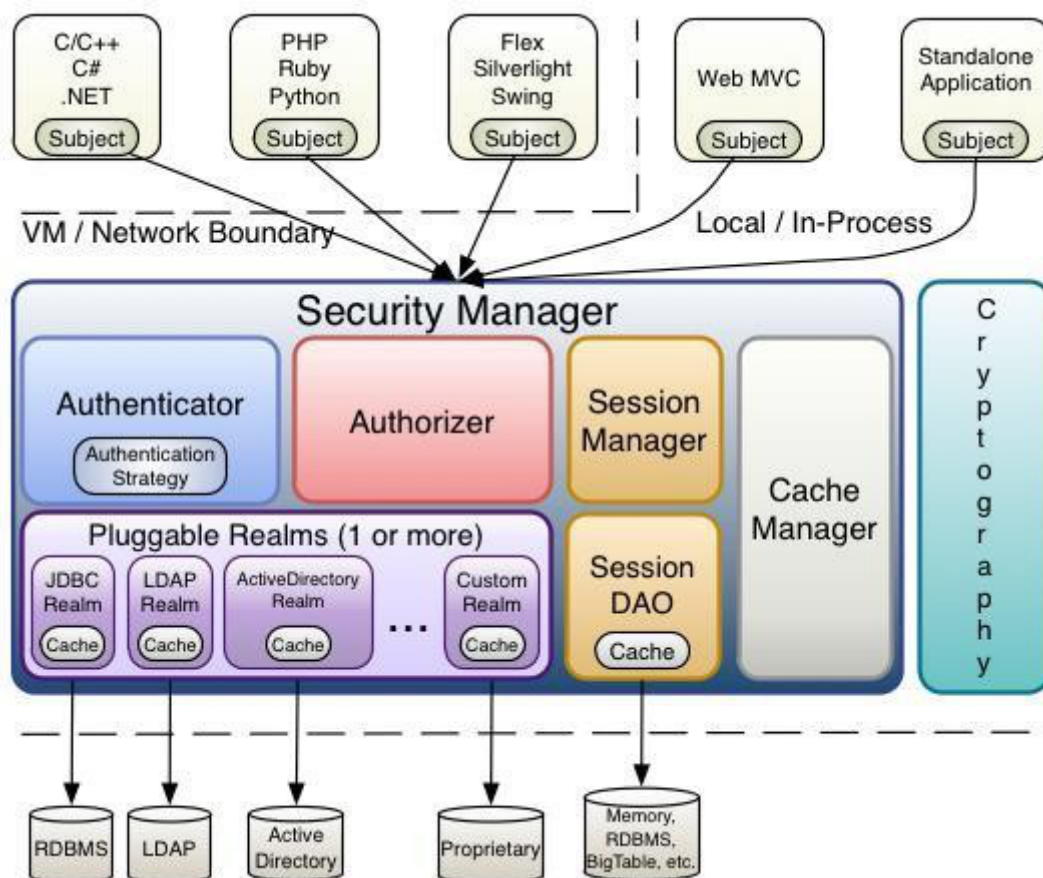 C/C++
C#
.NET
Subject
PHP
Ruby
Python
Subject
Flex
Silverlight
Swing
Subject
Web MVC
Subject
Standalone
Application
Subject
VM / Network Boundary
Local / In-Process
Security Manager
Authenticator
Authentication
Strategy
Authorizer
Session
Manager
Cache
Manager
Cryptography
Pluggable Realms (1 or more)
JDBC
Realm
Cache
LDAP
Realm
Cache
ActiveDirectory
Realm
Cache
...
Custom
Realm
Cache
Session
DAO
Cache
RDBMS
LDAP
Active
Directory
Proprietary
Memory,
RDBMS,
BigTable, etc.